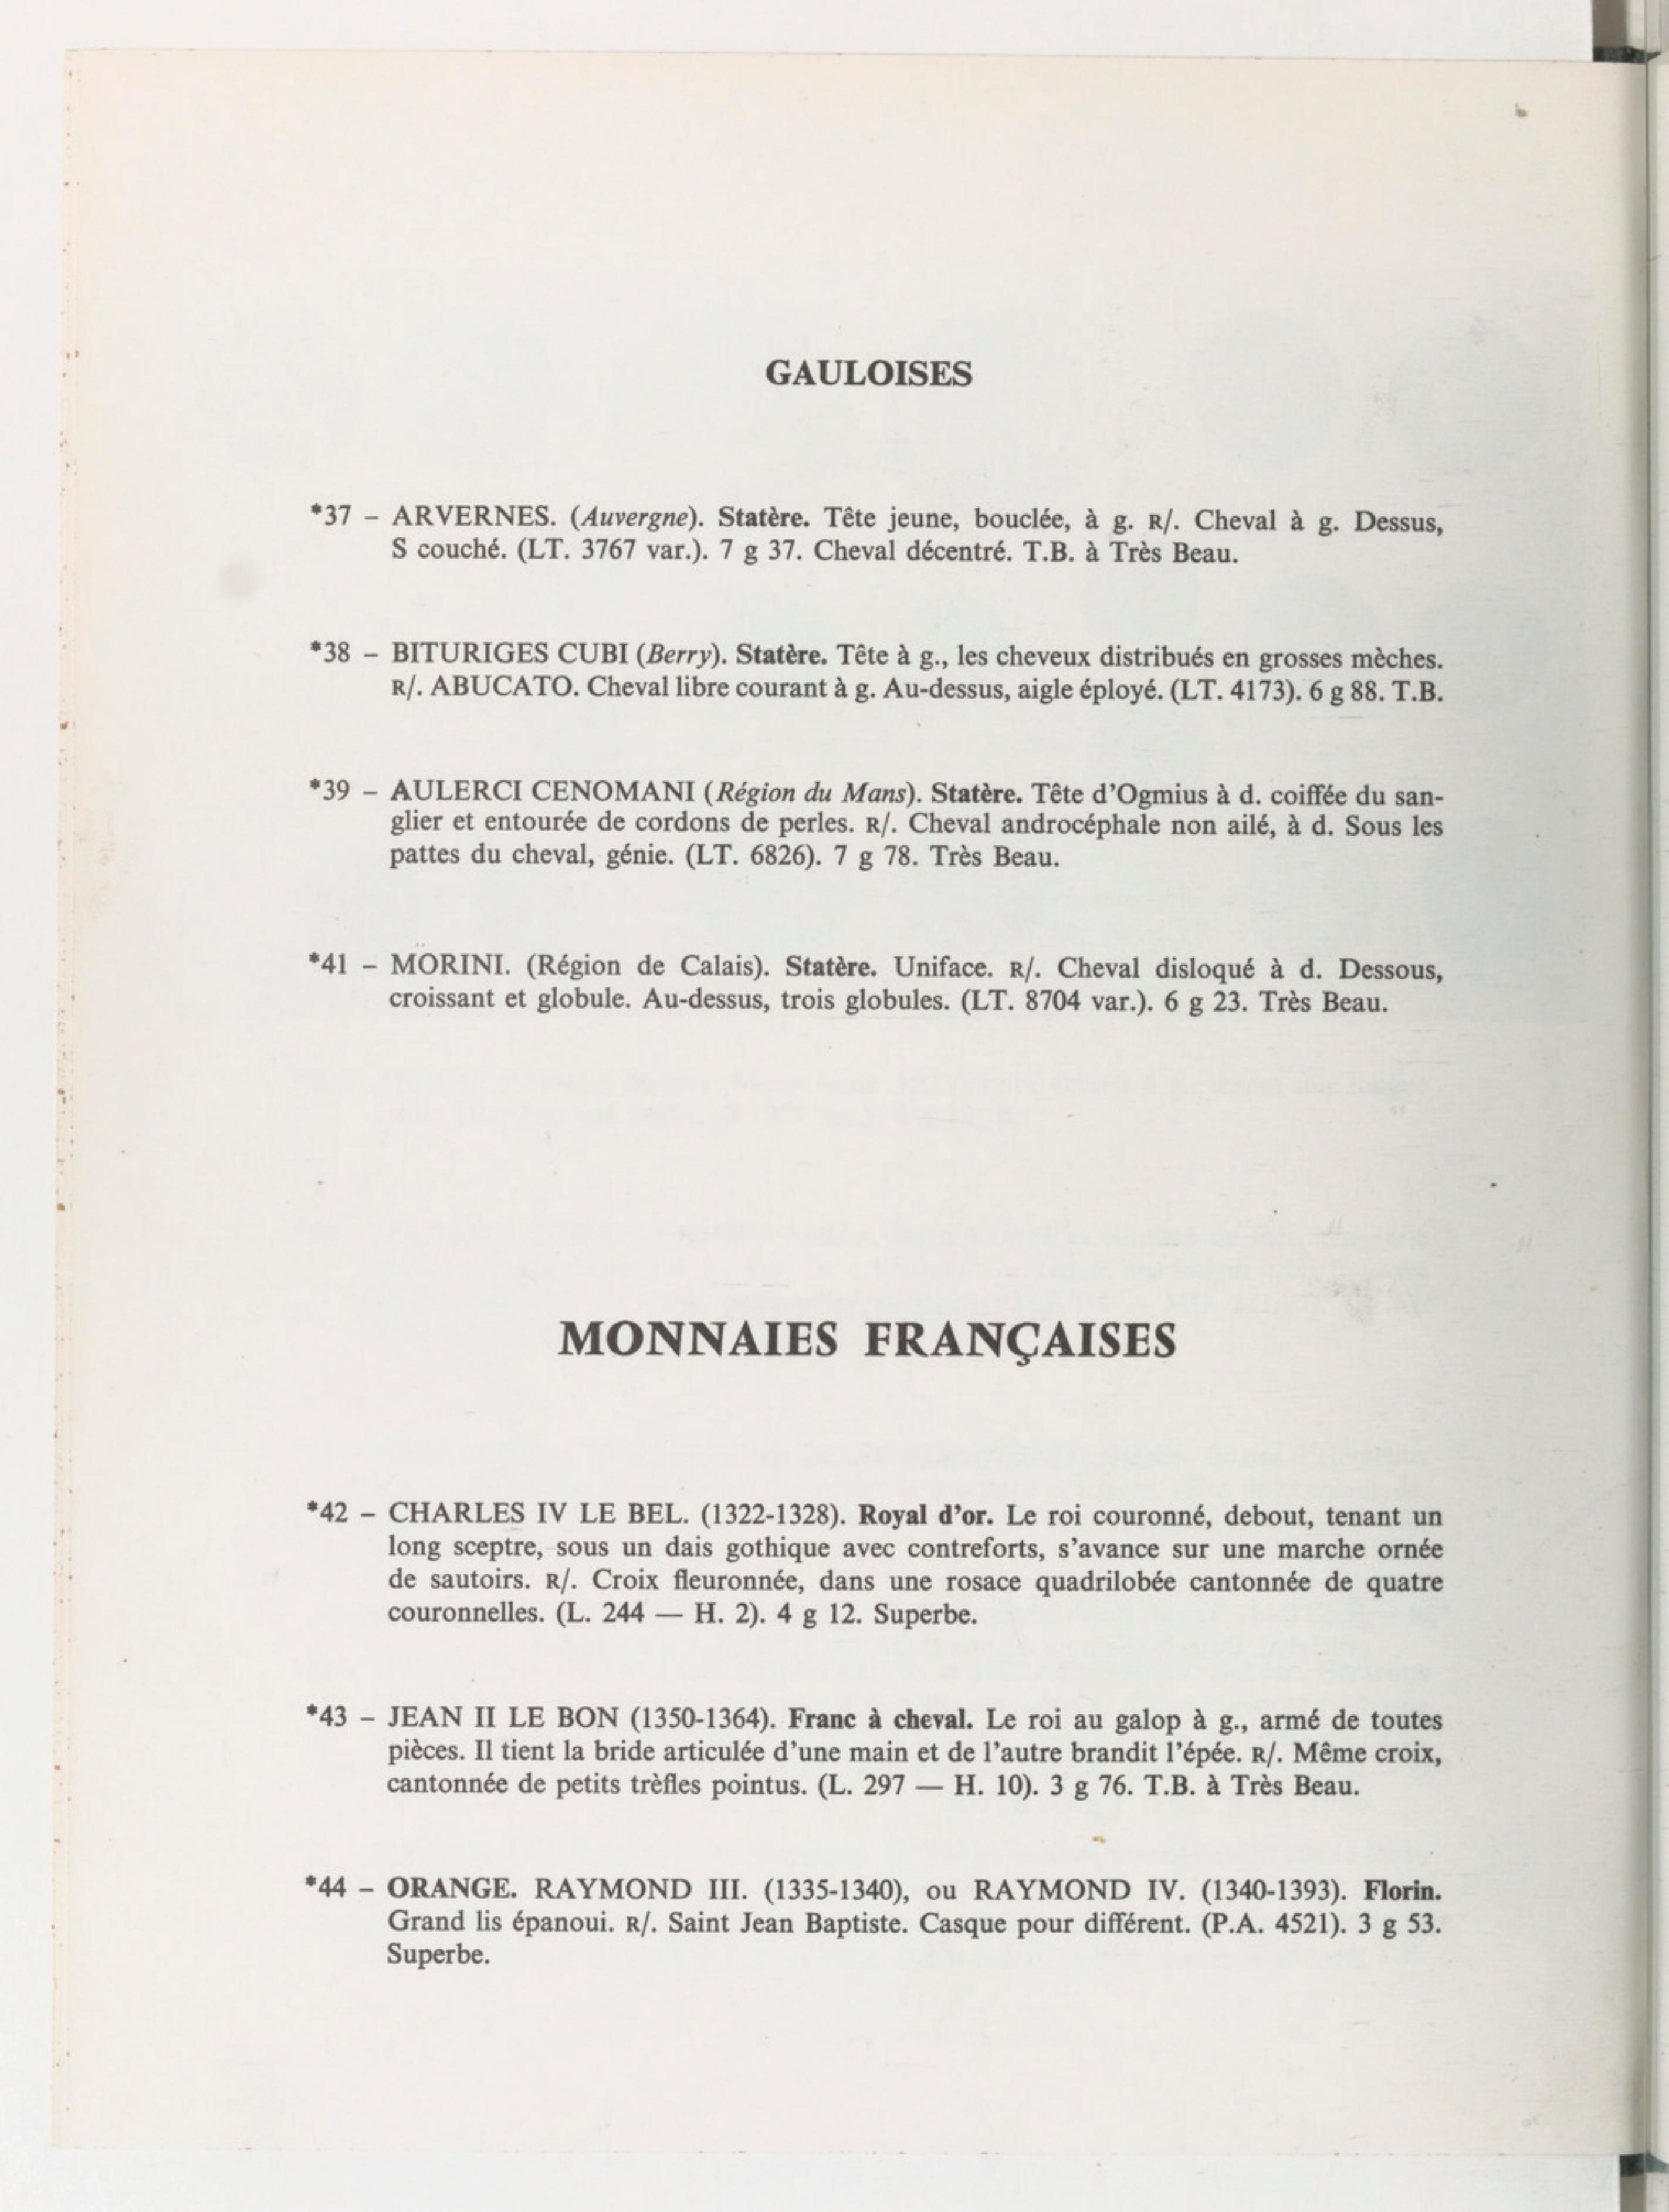 GAULOISES
*37 – ARVERNES. (Auvergne). Statère. Tête jeune, bouclée, à g. R/. Cheval à g. Dessus,
S couché. (LT. 3767 var.). 7 g 37. Cheval décentré. T.B. à Très Beau.
*38 – BITURIGES CUBI (Berry). Statère. Tête à g., les cheveux distribués en grosses mèches.
R/. ABUCATO. Cheval libre courant à g. Au-dessus, aigle éployé. (LT. 4173). 6 g 88. T.B.
*39 – AULERCI CENOMANI (Région du Mans). Statère. Tête d'Ogmius à d. coiffée du san-
glier et entourée de cordons de perles. R/. Cheval androcéphale non ailé, à d. Sous les
pattes du cheval, génie. (LT. 6826). 7 g 78. Très Beau.
*41 – MORINI. (Région de Calais). Statère. Uniface. R/. Cheval disloqué à d. Dessous,
croissant et globule. Au-dessus, trois globules. (LT. 8704 var.). 6 g 23. Très Beau.
MONNAIES FRANÇAISES
*42 – CHARLES IV LE BEL. (1322-1328). Royal d'or. Le roi couronné, debout, tenant un
long sceptre, sous un dais gothique avec contreforts, s'avance sur une marche ornée
de sautoirs. R/. Croix fleuronnée, dans une rosace quadrilobée cantonnée de quatre
couronnelles. (L. 244 — H. 2). 4 g 12. Superbe.
*43 – JEAN II LE BON (1350-1364). Franc à cheval. Le roi au galop à g., armé de toutes
pièces. Il tient la bride articulée d'une main et de l'autre brandit l'épée. R/. Même croix,
cantonnée de petits trèfles pointus. (L. 297 — H. 10). 3 g 76. T.B. à Très Beau.
*44 – ORANGE. RAYMOND III. (1335-1340), ou RAYMOND IV. (1340-1393). Florin.
Grand lis épanoui. R/. Saint Jean Baptiste. Casque pour différent. (P.A. 4521). 3 g 53.
Superbe.